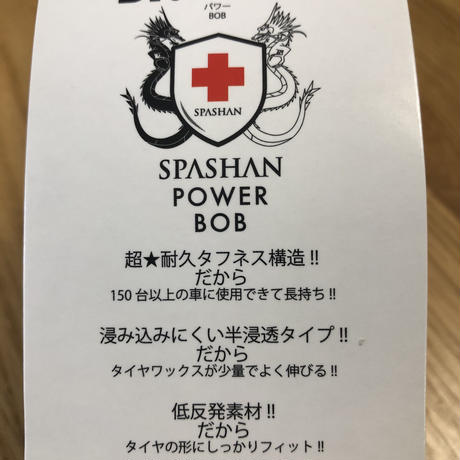 パワー
BOB
SPASHAN
SPASHAN
POWER
BOB
超★耐久タフネス構造!!
だから
150台以上の車に使用できて長持ち!!
浸み込みにくい半浸透タイプ!!
だから
タイヤワックスが少量でよく伸びる!!
低反発素材!!
だから
タイヤの形にしっかりフィット!!